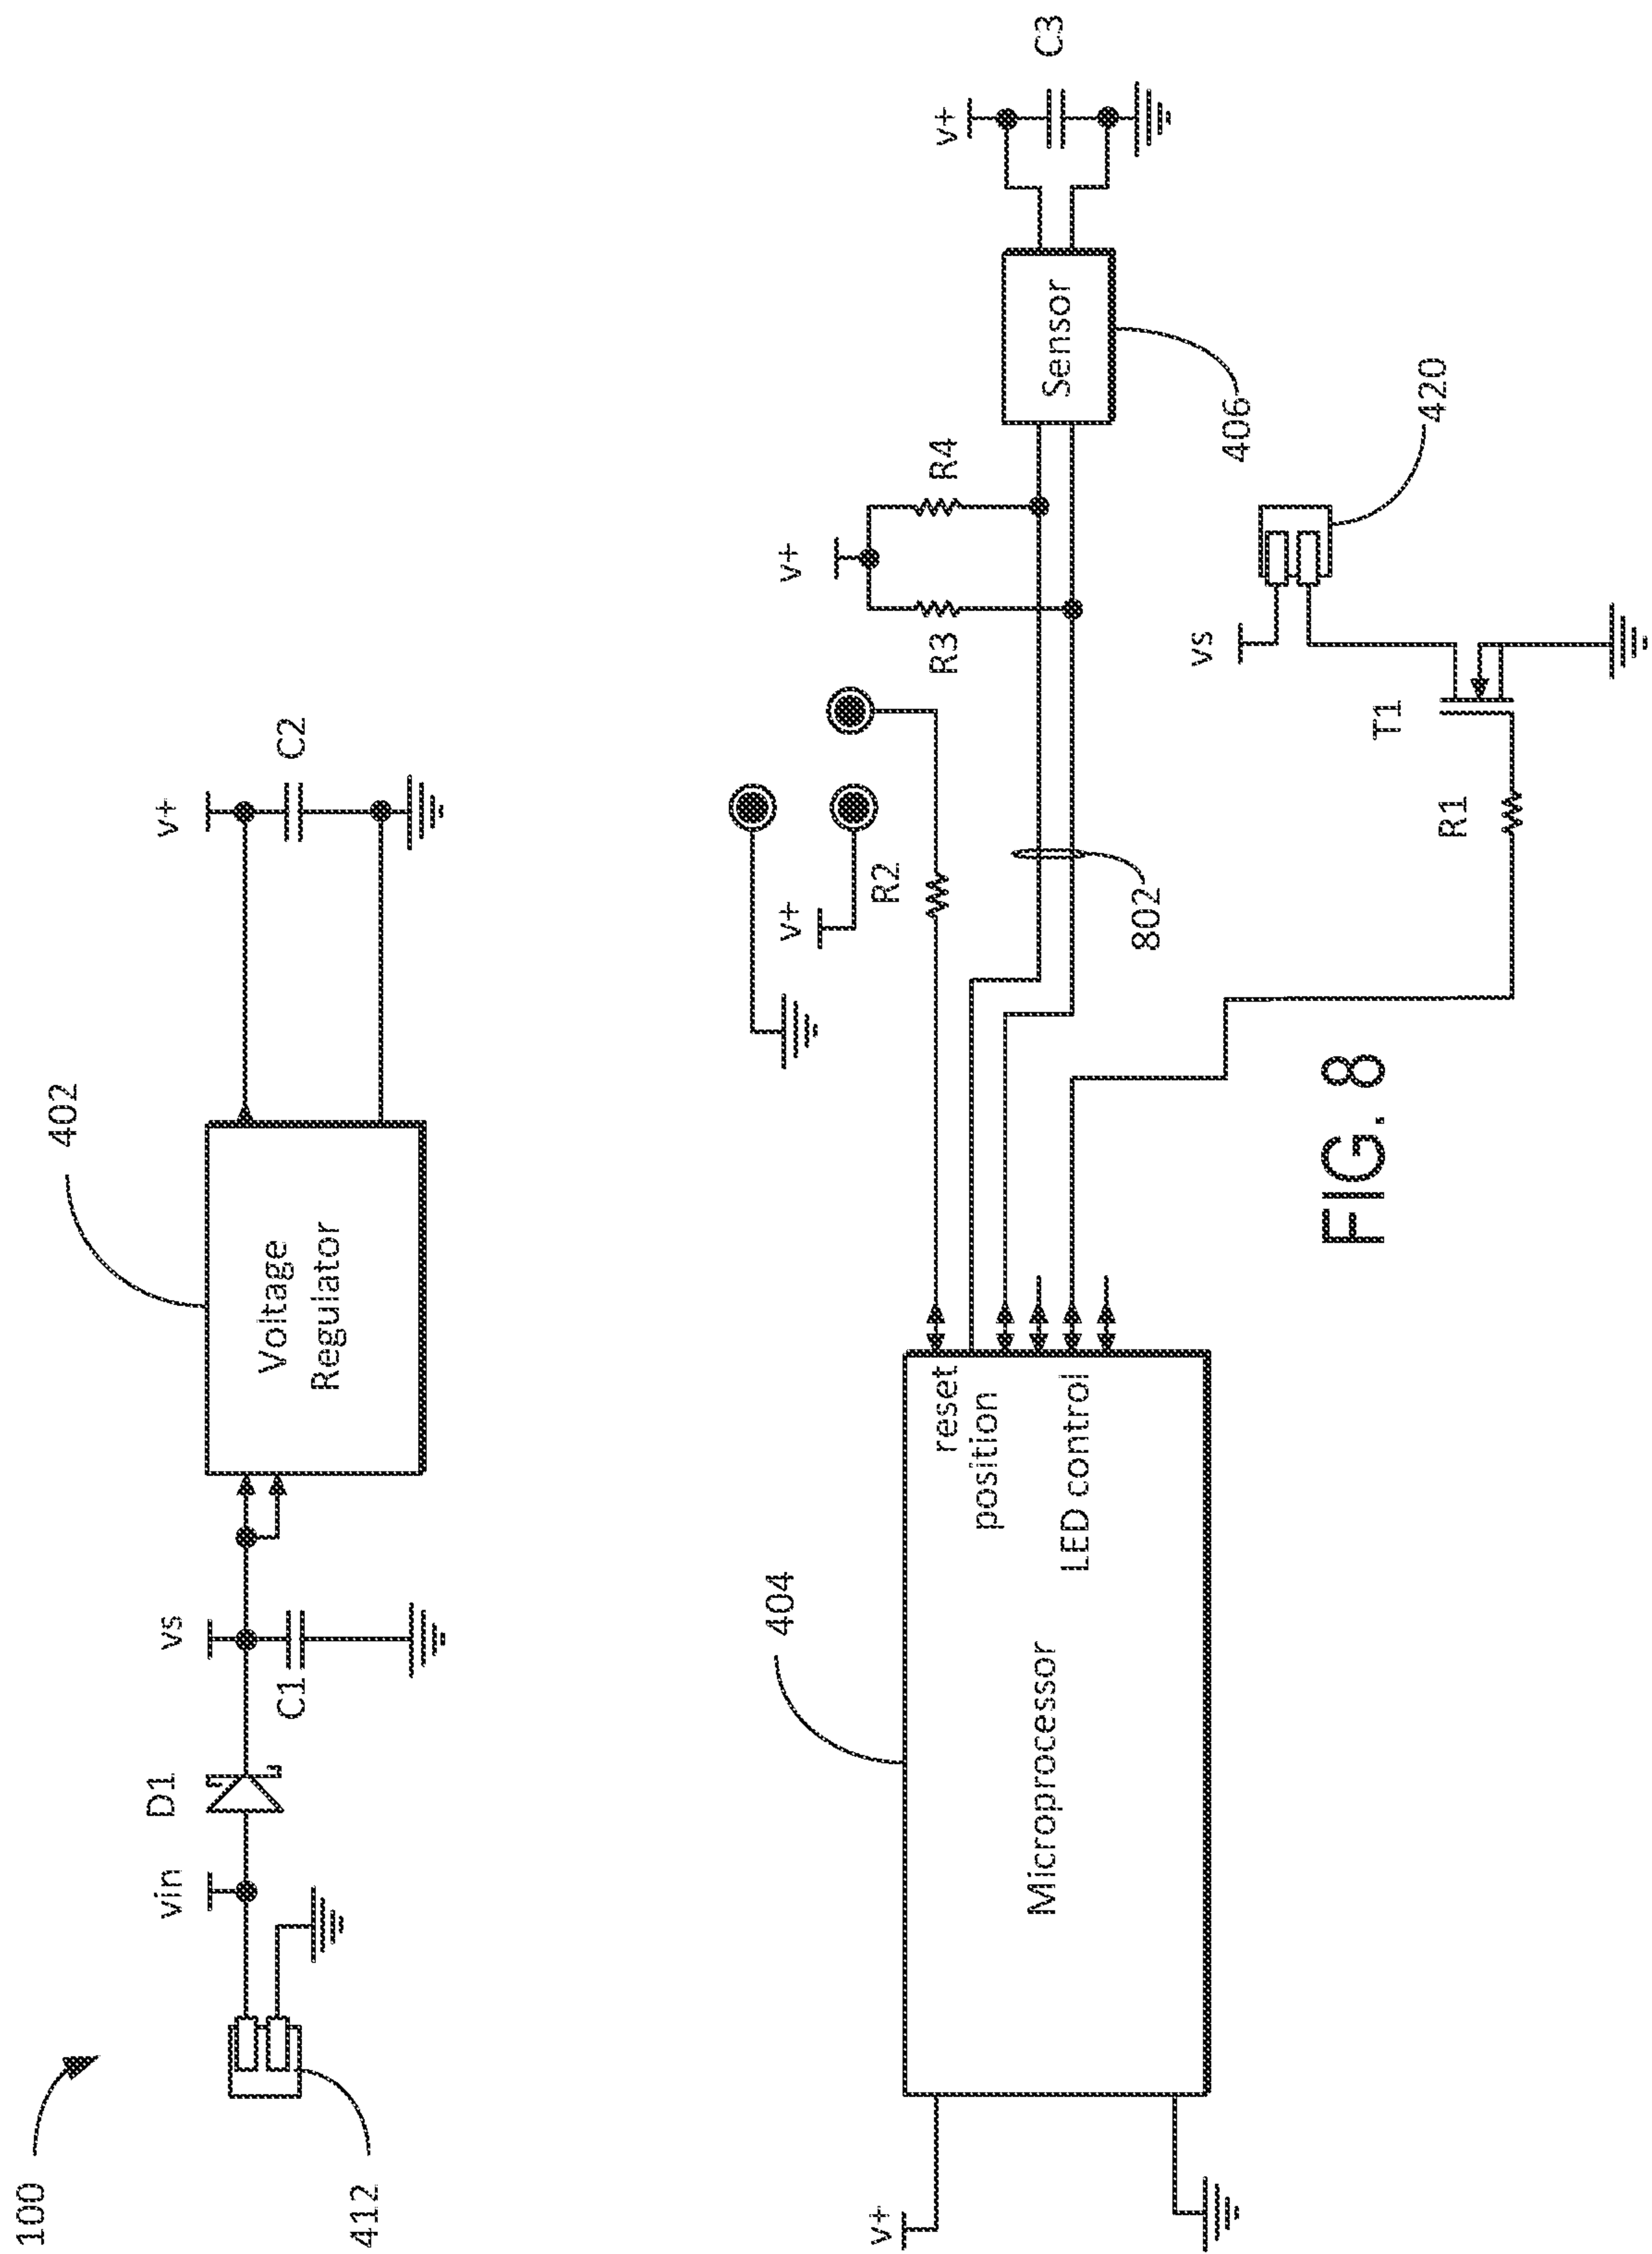 100
402
vin
D1
vs
v+
C1
C2
Voltage
Regulator
412
404
v+
v+
R2
v+
R3
R4
v+
C3
reset
position
LED control
Microprocessor
Sensor
802
406
vs
420
T1
R1
FIG. 8